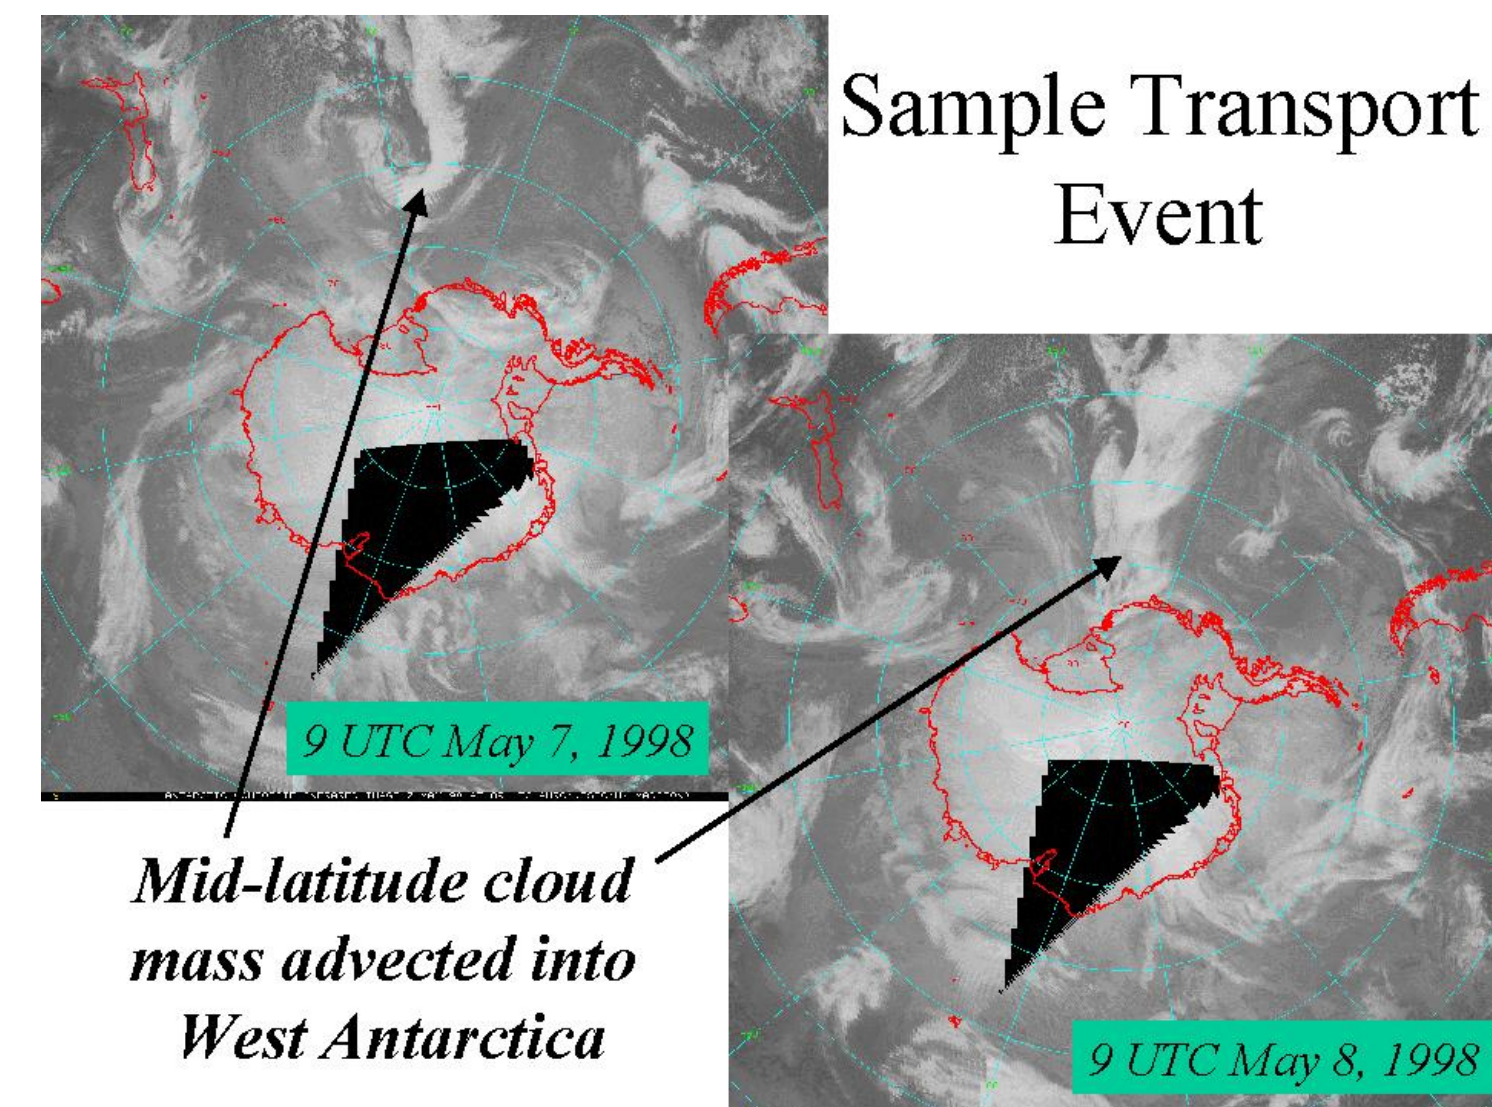 Sample Transport
Event
9 UTC May 7, 1998
Mid-latitude cloud
mass advected into
West Antarctica
9 UTC May 8, 1998